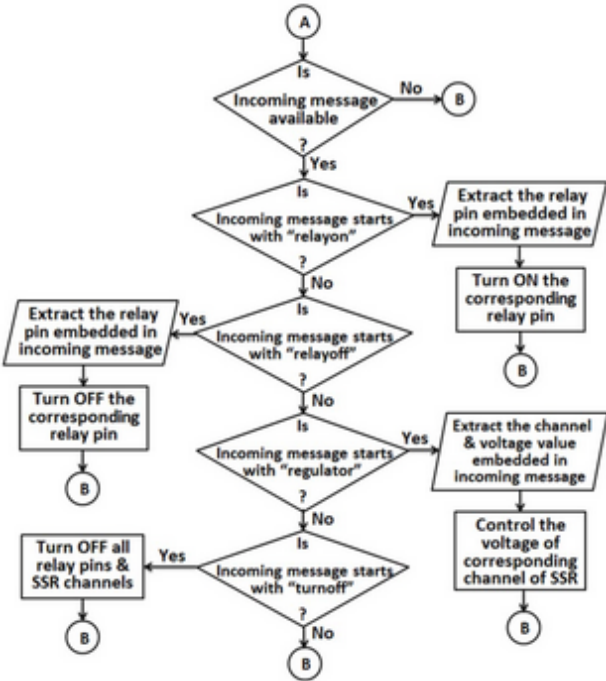 A
Is
Incoming message
available
?
No
B
Yes
Is
Incoming message starts
with “relayon”
?
Yes
Extract the relay
pin embedded in
incoming message
Turn ON the
corresponding
relay pin
B
No
Is
Incoming message starts
with “relayoff”
?
Yes
Extract the relay
pin embedded in
incoming message
Turn OFF the
corresponding
relay pin
B
No
Is
Incoming message starts
with “regulator”
?
Yes
Extract the channel
& voltage value
embedded in
incoming message
Control the
voltage of
corresponding
channel of SSR
B
No
Is
Incoming message starts
with “turnoff”
?
Yes
Turn OFF all
relay pins &
SSR channels
B
No
B